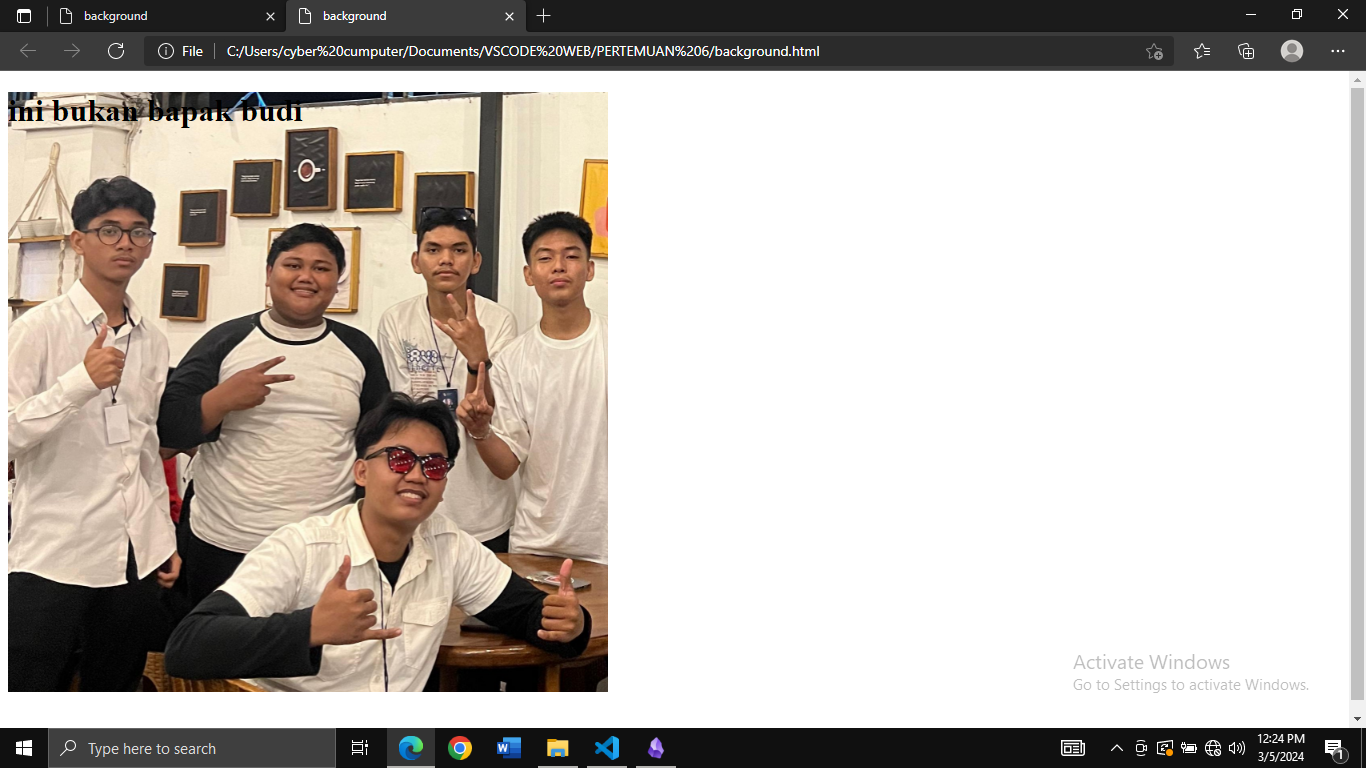 background
background
File
C:/Users/cyber%20cumputer/Documents/VSCODE%20WEB/PERTEMUAN%206/background.html
ini bukan bapak budi
Activate Windows
Go to Settings to activate Windows.
Type here to search
12:24 PM
3/5/2024
1